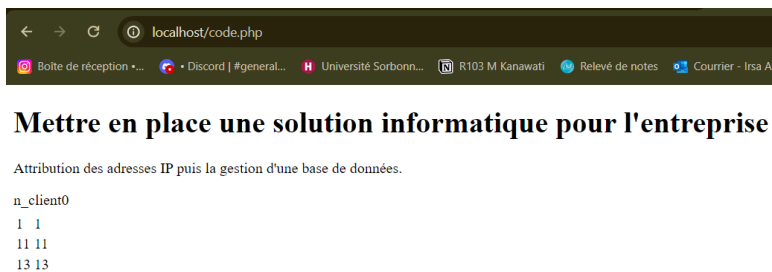 localhost/code.php
Boîte de réception •... • Discord | #general... Université Sorbonn... R103 M Kanawati Relevé de notes Courrier - Irsa A
Mettre en place une solution informatique pour l'entreprise
Attribution des adresses IP puis la gestion d'une base de données.
n_client0
1 1
11 11
13 13